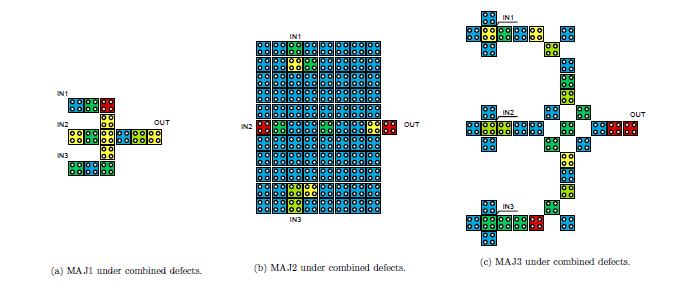 IN1
IN2
OUT
IN3
(a) MAJ1 under combined defects.
IN1
IN2
OUT
IN3
(b) MAJ2 under combined defects.
IN1
IN2
OUT
IN3
(c) MAJ3 under combined defects.